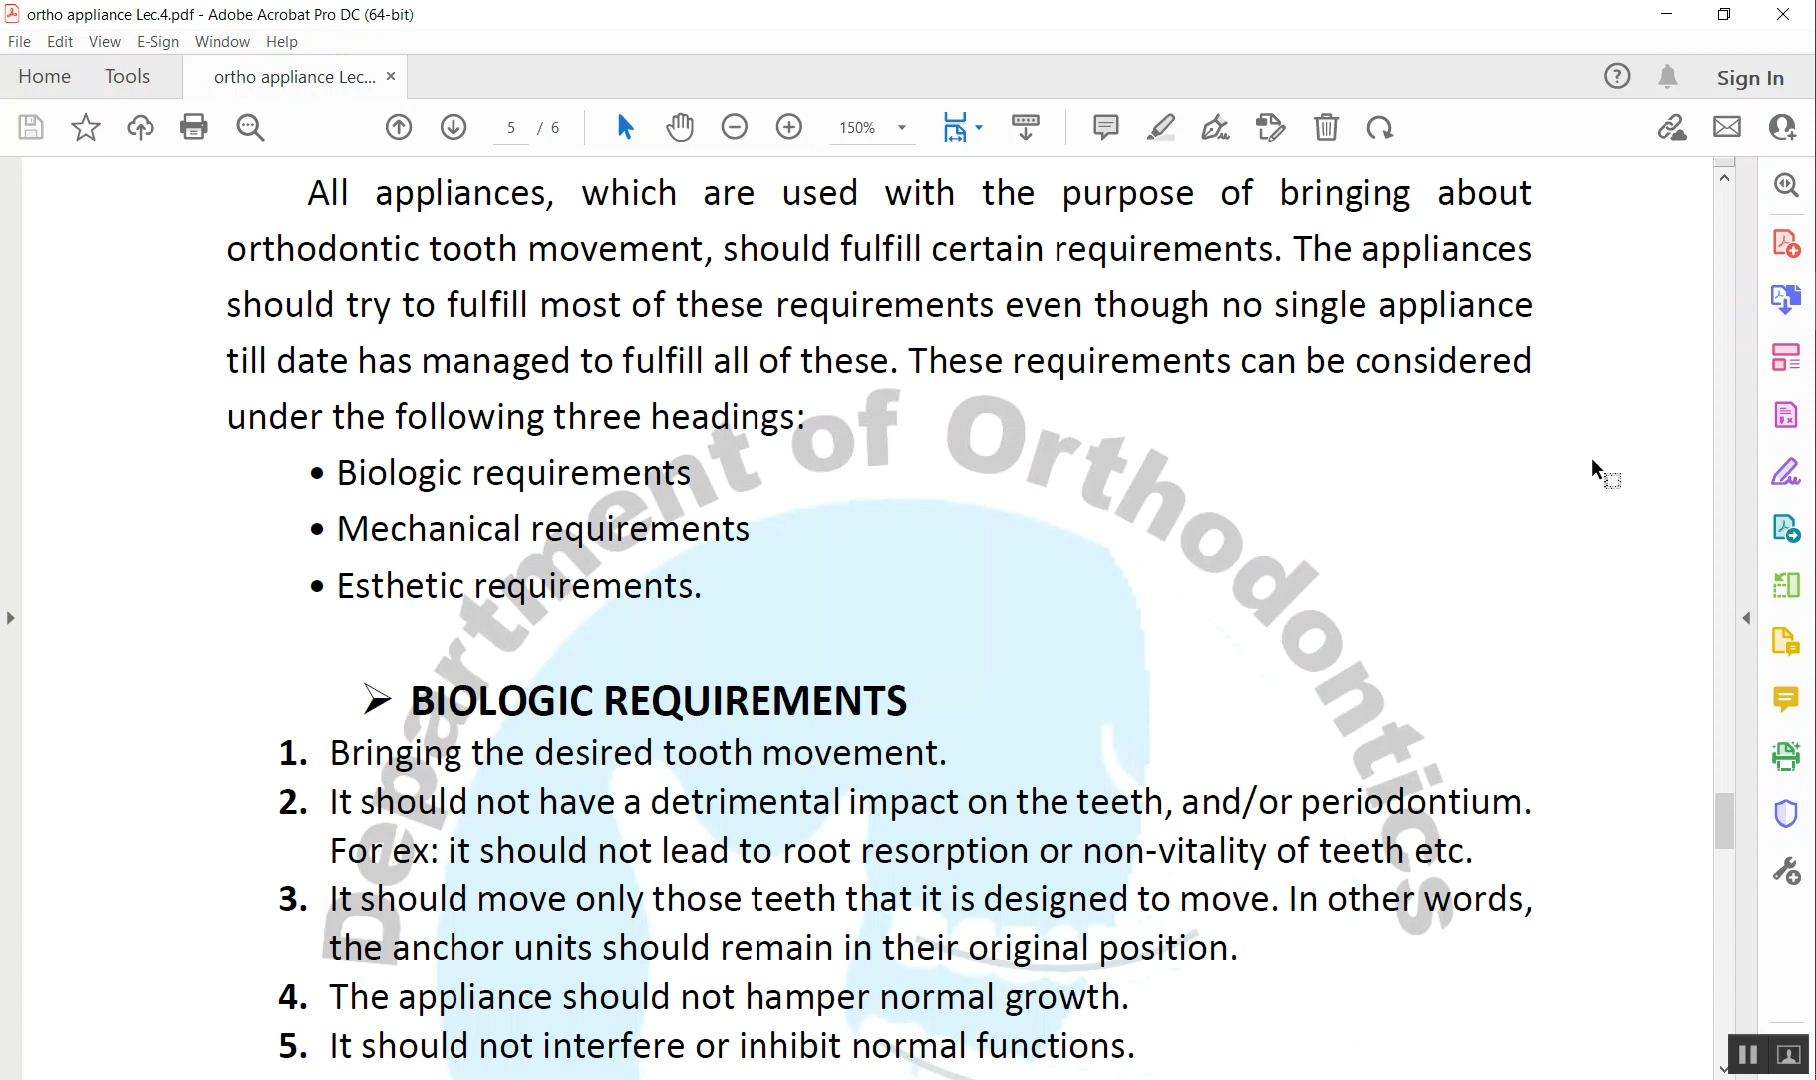 ortho appliance Lec.4.pdf - Adobe Acrobat Pro DC (64-bit)
File Edit View E-Sign Window Help
Home Tools ortho appliance Lec... × Sign In
5 / 6 150%
All appliances, which are used with the purpose of bringing about
orthodontic tooth movement, should fulfill certain requirements. The appliances
should try to fulfill most of these requirements even though no single appliance
till date has managed to fulfill all of these. These requirements can be considered
under the following three headings:
• Biologic requirements
• Mechanical requirements
• Esthetic requirements.
Department of Orthodontics
➢ BIOLOGIC REQUIREMENTS
1. Bringing the desired tooth movement.
2. It should not have a detrimental impact on the teeth, and/or periodontium.
For ex: it should not lead to root resorption or non-vitality of teeth etc.
3. It should move only those teeth that it is designed to move. In other words,
the anchor units should remain in their original position.
4. The appliance should not hamper normal growth.
5. It should not interfere or inhibit normal functions.